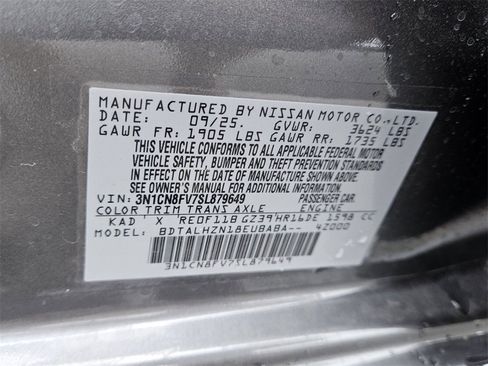 MANUFACTURED BY NISSAN MOTOR CO.,LTD.
DATE: 09/25. GVWR: 3624 LBS
GAWR FR: 1905 LBS GAWR RR: 1735 LBS
THIS VEHICLE CONFORMS TO ALL APPLICABLE FEDERAL MOTOR
VEHICLE SAFETY, BUMPER AND THEFT PREVENTION STANDARDS
IN EFFECT ON THE DATE OF MANUFACTURE SHOWN ABOVE.
SEE OWNER'S MANUAL FOR ADDITIONAL INFORMATION.
VIN: 3N1CN8FV7SL879649 PASSENGER CAR
COLOR TRIM TRANS AXLE ENGINE
KAD X RE0F11B GZ39 HR16DE 1598 CC
MODEL: BDTALHZN18EUBABA-- 4Z000
3N1CN8FV7SL879649